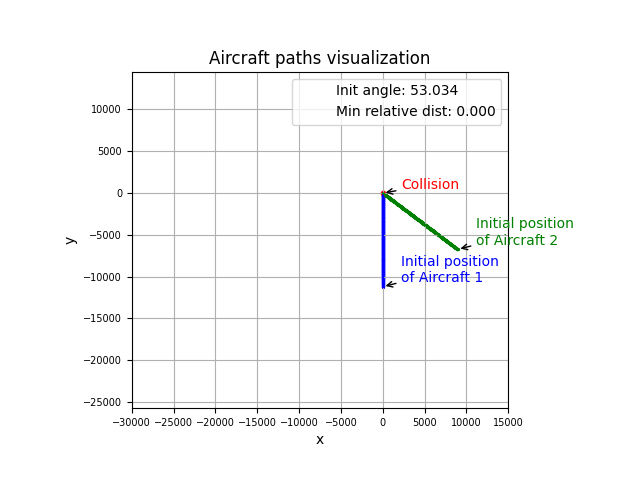 Aircraft paths visualization
Init angle: 53.034
Min relative dist: 0.000
10000
5000
0
−5000
−10000
−15000
−20000
−25000
y
Collision
Initial position
of Aircraft 2
Initial position
of Aircraft 1
−30000 −25000 −20000 −15000 −10000 −5000 0 5000 10000 15000
x